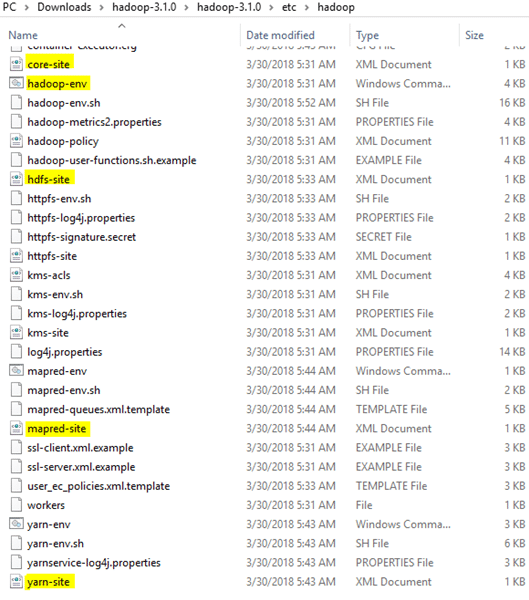 PC > Downloads > hadoop-3.1.0 > hadoop-3.1.0 > etc > hadoop
Name Date modified Type Size
container-executor.cfg 3/30/2018 5:31 AM CFG File 2 KB
core-site 3/30/2018 5:31 AM XML Document 1 KB
hadoop-env 3/30/2018 5:31 AM Windows Comma... 4 KB
hadoop-env.sh 3/30/2018 5:52 AM SH File 16 KB
hadoop-metrics2.properties 3/30/2018 5:31 AM PROPERTIES File 4 KB
hadoop-policy 3/30/2018 5:31 AM XML Document 11 KB
hadoop-user-functions.sh.example 3/30/2018 5:31 AM EXAMPLE File 4 KB
hdfs-site 3/30/2018 5:33 AM XML Document 1 KB
httpfs-env.sh 3/30/2018 5:33 AM SH File 2 KB
httpfs-log4j.properties 3/30/2018 5:33 AM PROPERTIES File 2 KB
httpfs-signature.secret 3/30/2018 5:33 AM SECRET File 1 KB
httpfs-site 3/30/2018 5:33 AM XML Document 1 KB
kms-acls 3/30/2018 5:31 AM XML Document 4 KB
kms-env.sh 3/30/2018 5:31 AM SH File 2 KB
kms-log4j.properties 3/30/2018 5:31 AM PROPERTIES File 2 KB
kms-site 3/30/2018 5:31 AM XML Document 1 KB
log4j.properties 3/30/2018 5:31 AM PROPERTIES File 14 KB
mapred-env 3/30/2018 5:44 AM Windows Comma... 1 KB
mapred-env.sh 3/30/2018 5:44 AM SH File 2 KB
mapred-queues.xml.template 3/30/2018 5:44 AM TEMPLATE File 5 KB
mapred-site 3/30/2018 5:44 AM XML Document 1 KB
ssl-client.xml.example 3/30/2018 5:31 AM EXAMPLE File 3 KB
ssl-server.xml.example 3/30/2018 5:31 AM EXAMPLE File 3 KB
user_ec_policies.xml.template 3/30/2018 5:33 AM TEMPLATE File 3 KB
workers 3/30/2018 5:31 AM File 1 KB
yarn-env 3/30/2018 5:43 AM Windows Comma... 3 KB
yarn-env.sh 3/30/2018 5:43 AM SH File 6 KB
yarnservice-log4j.properties 3/30/2018 5:43 AM PROPERTIES File 3 KB
yarn-site 3/30/2018 5:43 AM XML Document 1 KB